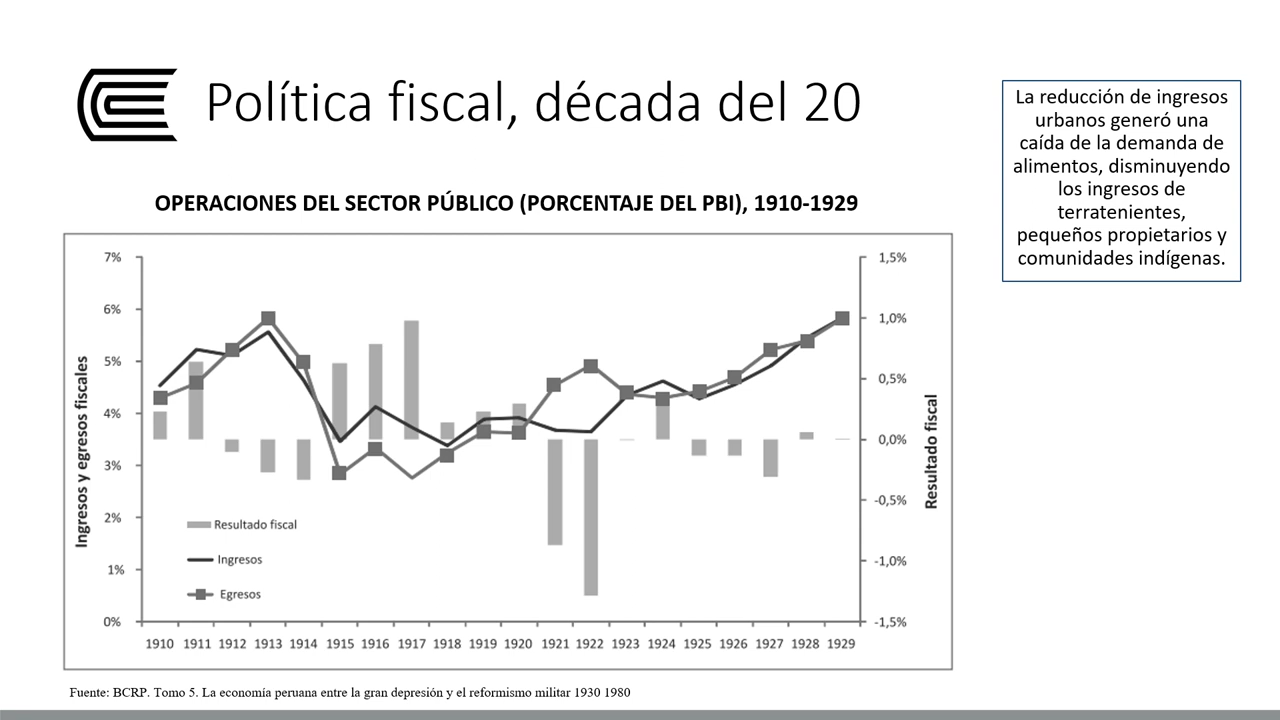 Política fiscal, década del 20
La reducción de ingresos
urbanos generó una
caída de la demanda de
alimentos, disminuyendo
los ingresos de
terratenientes,
pequeños propietarios y
comunidades indígenas.
OPERACIONES DEL SECTOR PÚBLICO (PORCENTAJE DEL PBI), 1910-1929
Ingresos y egresos fiscales
7%
6%
5%
4%
3%
2%
1%
0%
Resultado fiscal
Ingresos
Egresos
1,5%
1,0%
0,5%
0,0%
-0,5%
-1,0%
-1,5%
Resultado fiscal
1910 1911 1912 1913 1914 1915 1916 1917 1918 1919 1920 1921 1922 1923 1924 1925 1926 1927 1928 1929
Fuente: BCRP. Tomo 5. La economía peruana entre la gran depresión y el reformismo militar 1930 1980